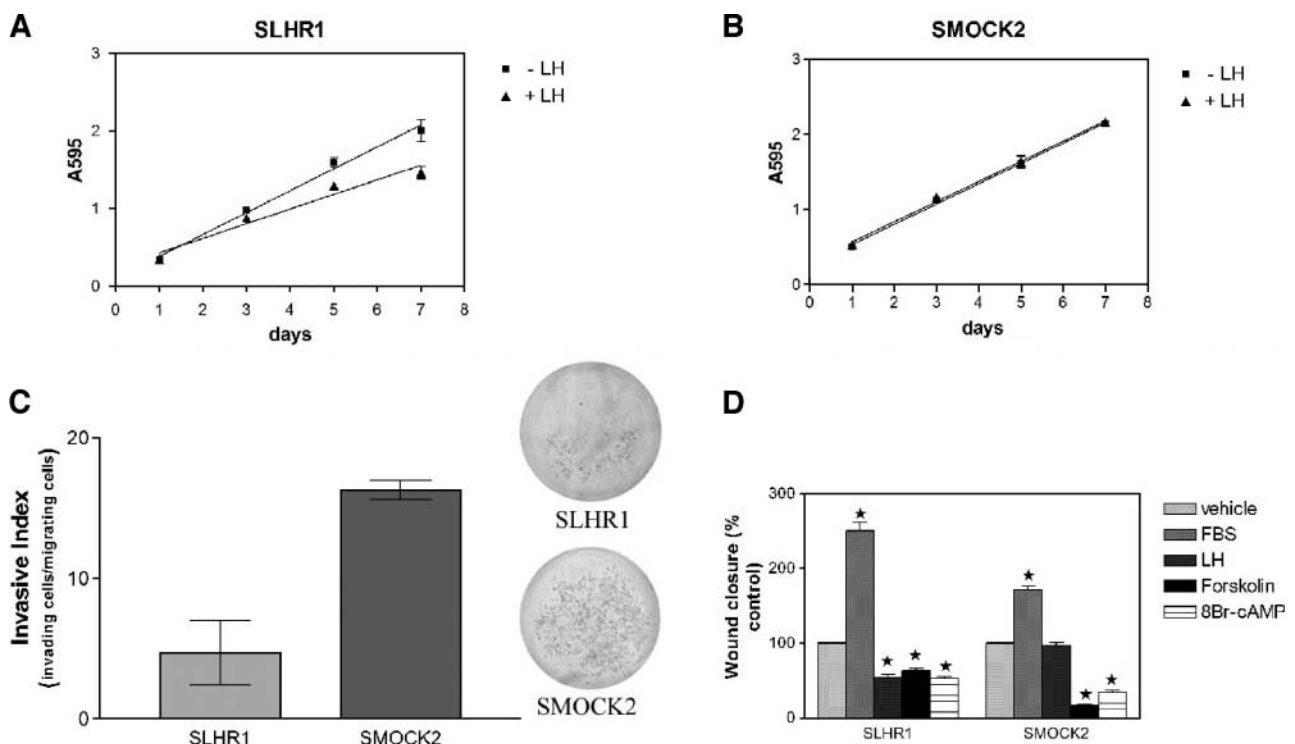 A
SLHR1
3
2
1
0
A595
0 1 2 3 4 5 6 7 8
days
- LH
+ LH
B
SMOCK2
3
2
1
0
A595
0 1 2 3 4 5 6 7 8
days
- LH
+ LH
C
20
10
0
Invasive Index
(invading cells/migrating cells)
SLHR1 SMOCK2
SLHR1
SMOCK2
D
300
200
100
0
Wound closure (%
control)
SLHR1 SMOCK2
vehicle
FBS
LH
Forskolin
8Br-cAMP